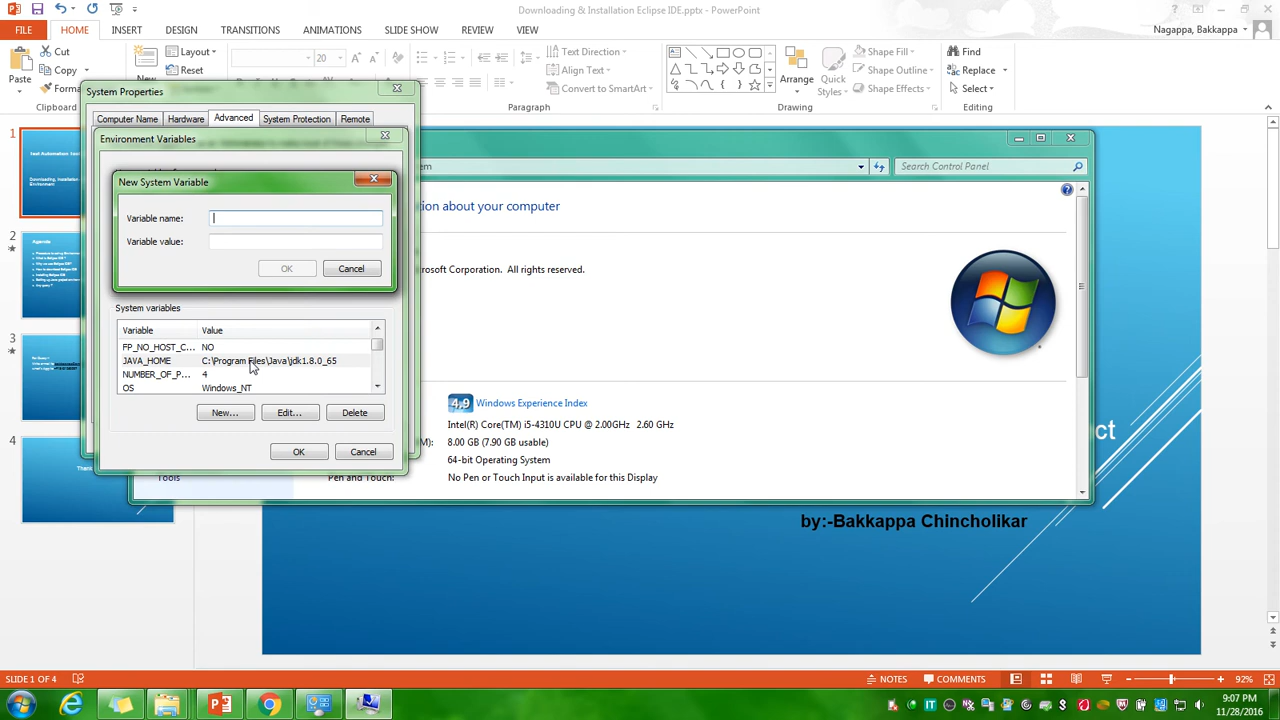 Downloading & Installation Eclipse IDE.pptx - PowerPoint
FILE
HOME
INSERT
DESIGN
TRANSITIONS
ANIMATIONS
SLIDE SHOW
REVIEW
VIEW
Nagappa, Bakkappa
Paste
Cut
Copy
Clipboard
New
Layout
Reset
20
Text Direction
Align Text
Convert to SmartArt
Paragraph
Arrange
Quick
Styles
Shape Fill
Shape Outline
Shape Effects
Drawing
Find
Replace
Select
Editing
System Properties
Computer Name
Hardware
Advanced
System Protection
Remote
Environment Variables
New System Variable
Variable name:
Variable value:
OK
Cancel
System variables
Variable
Value
FP_NO_HOST_C...
NO
JAVA_HOME
C:\Program Files\Java\jdk1.8.0_65
NUMBER_OF_P...
4
OS
Windows_NT
New...
Edit...
Delete
OK
Cancel
Search Control Panel
about your computer
All rights reserved.
4.9
Windows Experience Index
Intel(R) Core(TM) i5-4310U CPU @ 2.00GHz 2.60 GHz
8.00 GB (7.90 GB usable)
64-bit Operating System
Pen and Touch:
No Pen or Touch Input is available for this Display
Tools
ct
by:-Bakkappa Chincholikar
1
2
Agenda
3
4
SLIDE 1 OF 4
NOTES
COMMENTS
92%
9:07 PM
11/28/2016